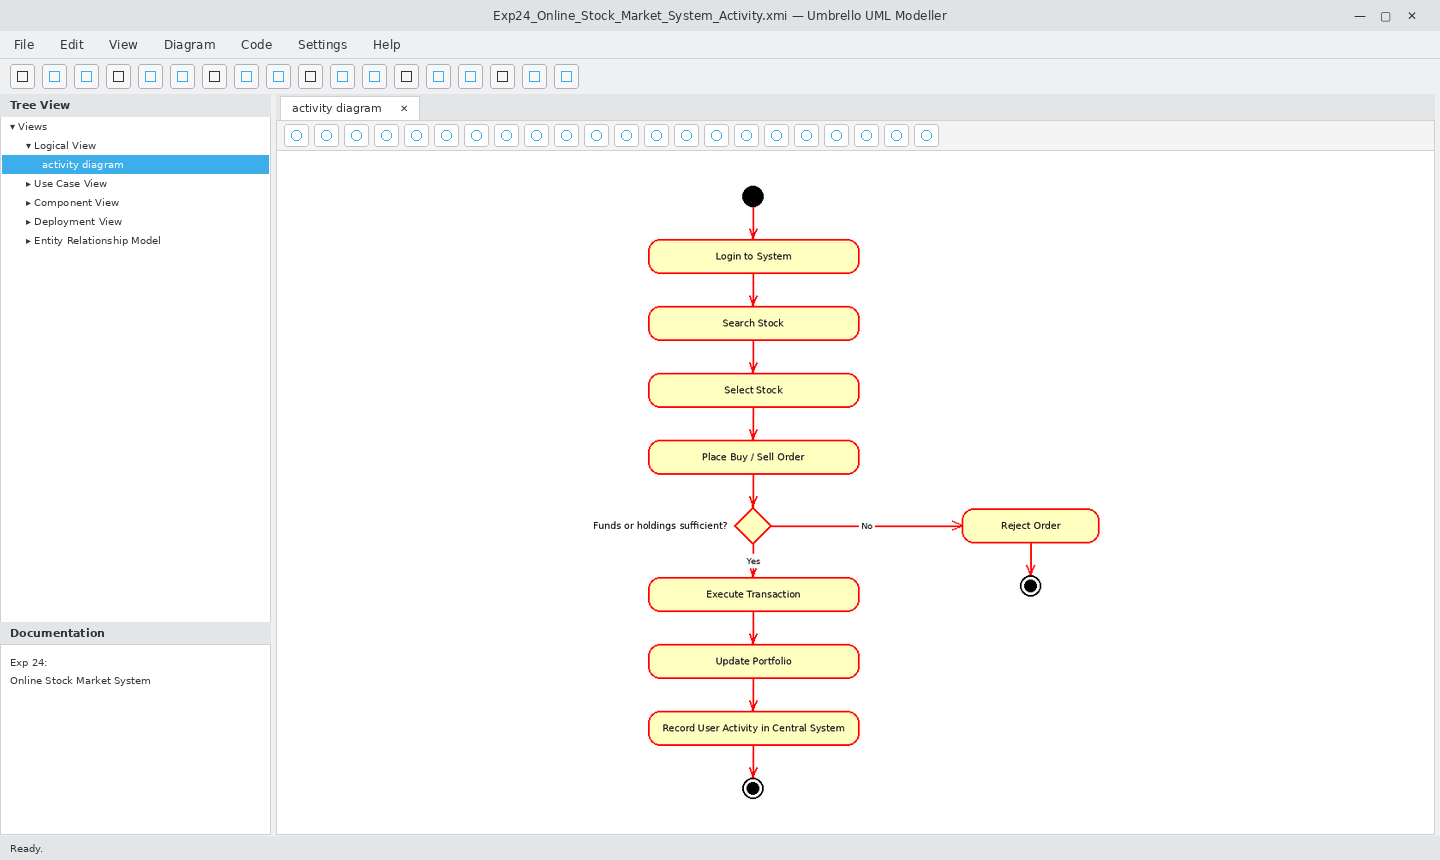 Exp24_Online_Stock_Market_System_Activity.xmi — Umbrello UML Modeller
File Edit View Diagram Code Settings Help
Tree View
Views
Logical View
activity diagram
Use Case View
Component View
Deployment View
Entity Relationship Model
Documentation
Exp 24:
Online Stock Market System
activity diagram
Login to System
Search Stock
Select Stock
Place Buy / Sell Order
Funds or holdings sufficient?
No
Reject Order
Yes
Execute Transaction
Update Portfolio
Record User Activity in Central System
Ready.